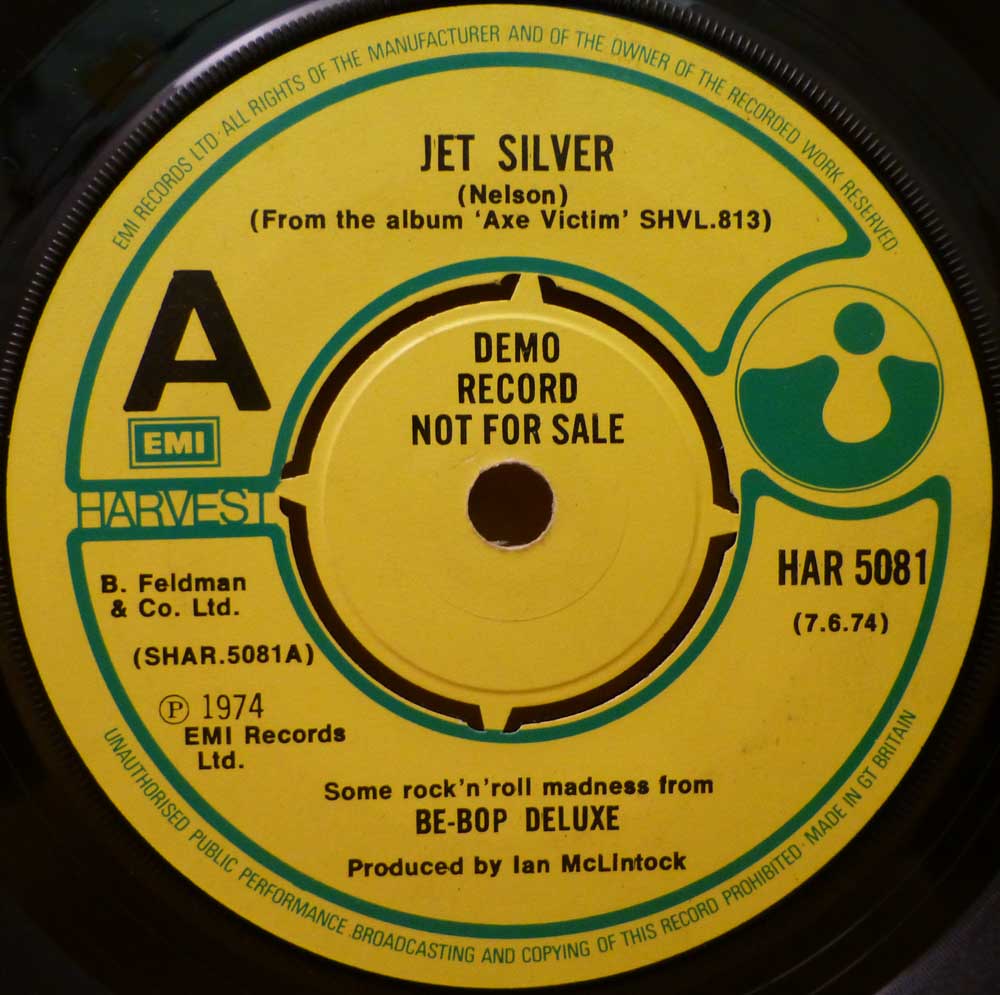 EMI RECORDS LTD · ALL RIGHTS OF THE MANUFACTURER AND OF THE OWNER OF THE RECORDED WORK RESERVED
JET SILVER
(Nelson)
(From the album 'Axe Victim' SHVL.813)
A
EMI
HARVEST
DEMO
RECORD
NOT FOR SALE
HAR 5081
(7.6.74)
B. Feldman
& Co. Ltd.
(SHAR.5081A)
Ⓟ 1974
EMI Records
Ltd.
Some rock'n'roll madness from
BE-BOP DELUXE
Produced by Ian McLintock
UNAUTHORISED PUBLIC PERFORMANCE BROADCASTING AND COPYING OF THIS RECORD PROHIBITED · MADE IN GT BRITAIN